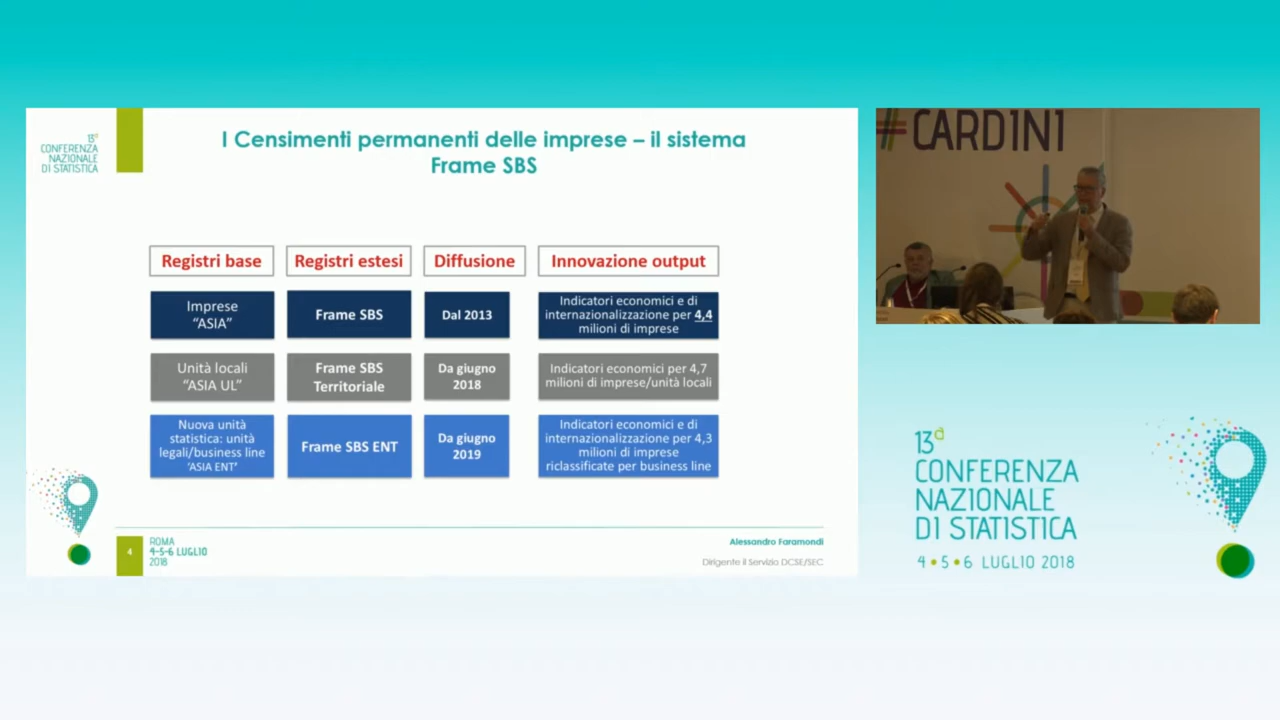 13ª
CONFERENZA
NAZIONALE
DI STATISTICA
I Censimenti permanenti delle imprese – il sistema
Frame SBS
Registri base
Registri estesi
Diffusione
Innovazione output
Imprese
“ASIA”
Frame SBS
Dal 2013
Indicatori economici e di
internazionalizzazione per 4,4
milioni di imprese
Unità locali
“ASIA UL”
Frame SBS
Territoriale
Da giugno
2018
Indicatori economici per 4,7
milioni di imprese/unità locali
Nuova unità
statistica: unità
legali/business line
‘ASIA ENT’
Frame SBS ENT
Da giugno
2019
Indicatori economici e di
internazionalizzazione per 4,3
milioni di imprese
riclassificate per business line
4
ROMA
4-5-6 LUGLIO
2018
Alessandro Faramondi
Dirigente il Servizio DCSE/SEC
#CARDINI
13ª
CONFERENZA
NAZIONALE
DI STATISTICA
4•5•6 LUGLIO 2018